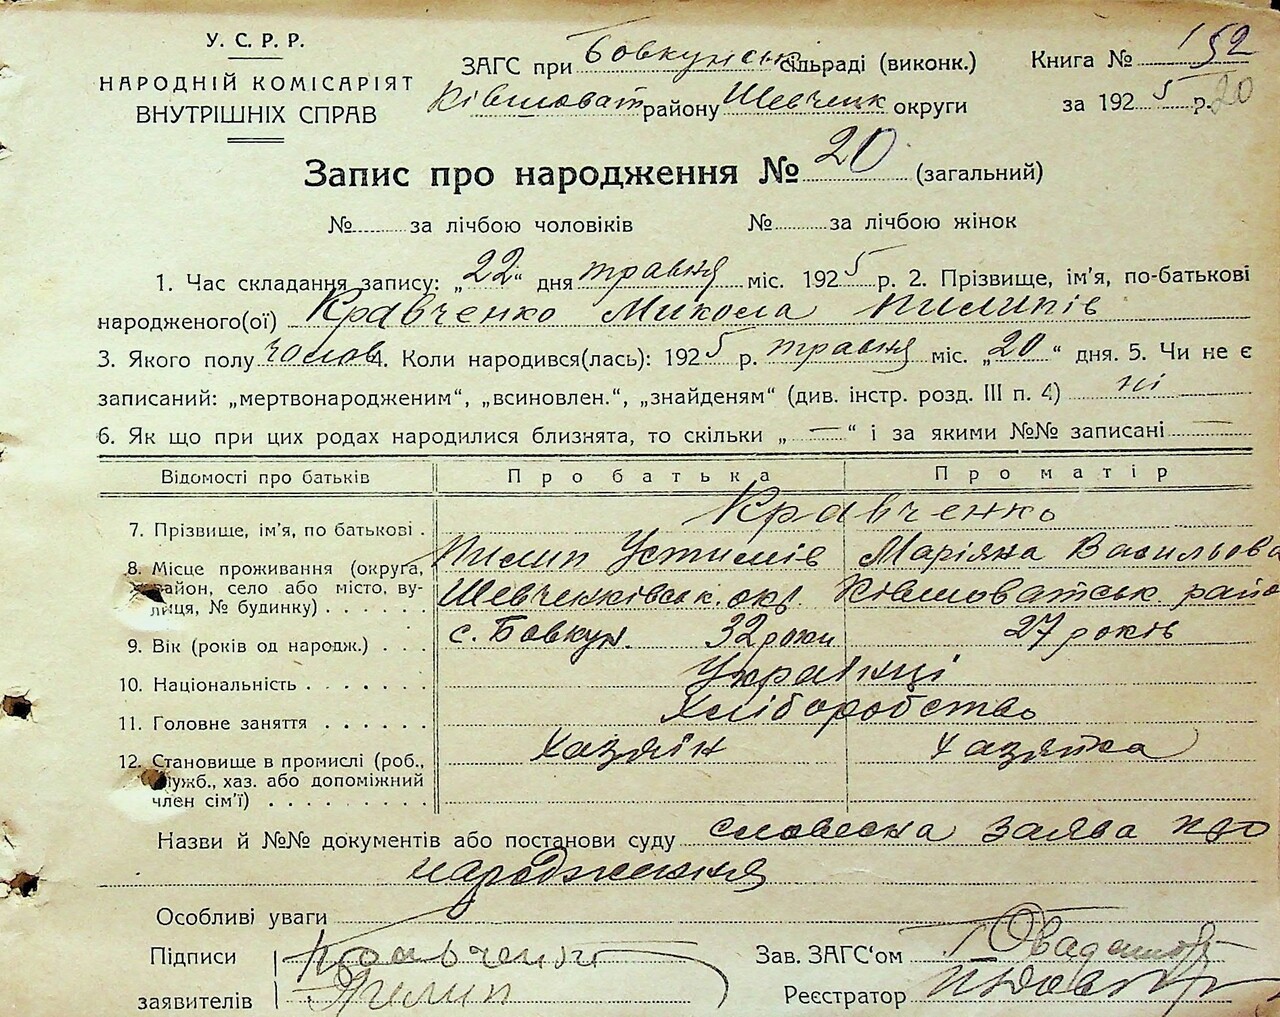 У. С. Р. Р.
НАРОДНІЙ КОМІСАРІЯТ
ВНУТРІШНІХ СПРАВ
ЗАГС при Бовкунськ сільраді (виконк.) Книга № 152
Ківшоват району Шевченк округи за 1925 р. 20
Запис про народження № 20 (загальний)
№ за лічбою чоловіків № за лічбою жінок
1. Час складання запису: „22“ дня травня міс. 1925 р. 2. Прізвище, ім'я, по-батькові
народженого(ої) Кравченко Микола Пилипів
3. Якого полу чолов 4. Коли народився(лась): 1925 р. травня міс. „20“ дня. 5. Чи не є
записаний: „мертвонародженим“, „всиновлен.“, „знайденям“ (див. інстр. розд. III п. 4) ні
6. Як що при цих родах народилися близнята, то скільки „—“ і за якими №№ записані —
Відомості про батьків Про батька Про матір
Кравченко
7. Прізвище, ім'я, по батькові . Пилип Устимів Маріяна Васильова
8. Місце проживання (округа, район, село або місто, вулиця, № будинку) . . . . . Шевченківськ. окр. Ківшоватськ. райо
с. Бовкун.
9. Вік (років од народж.) . . . 32 роки 27 років
10. Національність . . . . . . . Українці
11. Головне заняття . . . . . . Хліборобство
12. Становище в промислі (роб., служб., хаз. або допоміжний член сім'ї) . . . . . . . . Хазяїн Хазяйка
Назви й №№ документів або постанови суду словесна заява про
народження
Особливі уваги
Підписи Кравченко Зав. ЗАГС'ом
заявителів Пилип Реєстратор